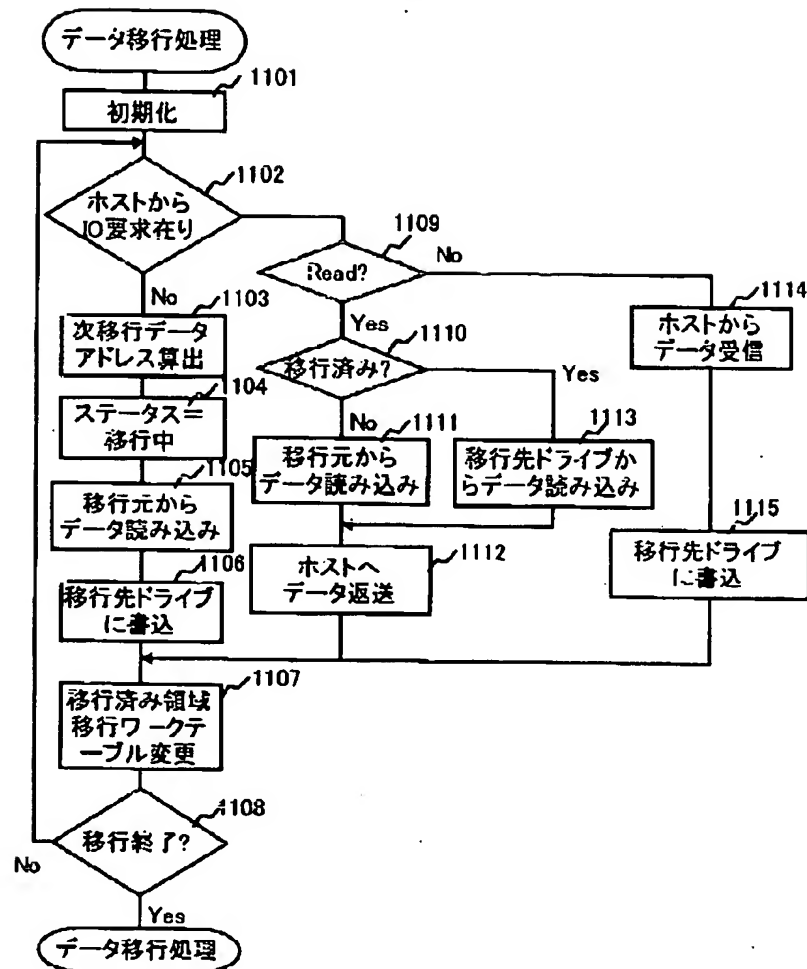 データ移行処理
1101
初期化
1102
ホストから
IO要求在り
No
1103
次移行データ
アドレス算出
1104
ステータス=
移行中
1105
移行元から
データ読み込み
1106
移行先ドライブ
に書込
1107
移行済み領域
移行ワークテ
ーブル変更
1108
移行終了?
No
Yes
データ移行処理
1109
Read?
No
Yes
1110
移行済み?
Yes
No
1111
移行元から
データ読み込み
1113
移行先ドライブか
らデータ読み込み
1112
ホストへ
データ返送
1114
ホストから
データ受信
1115
移行先ドライブ
に書込